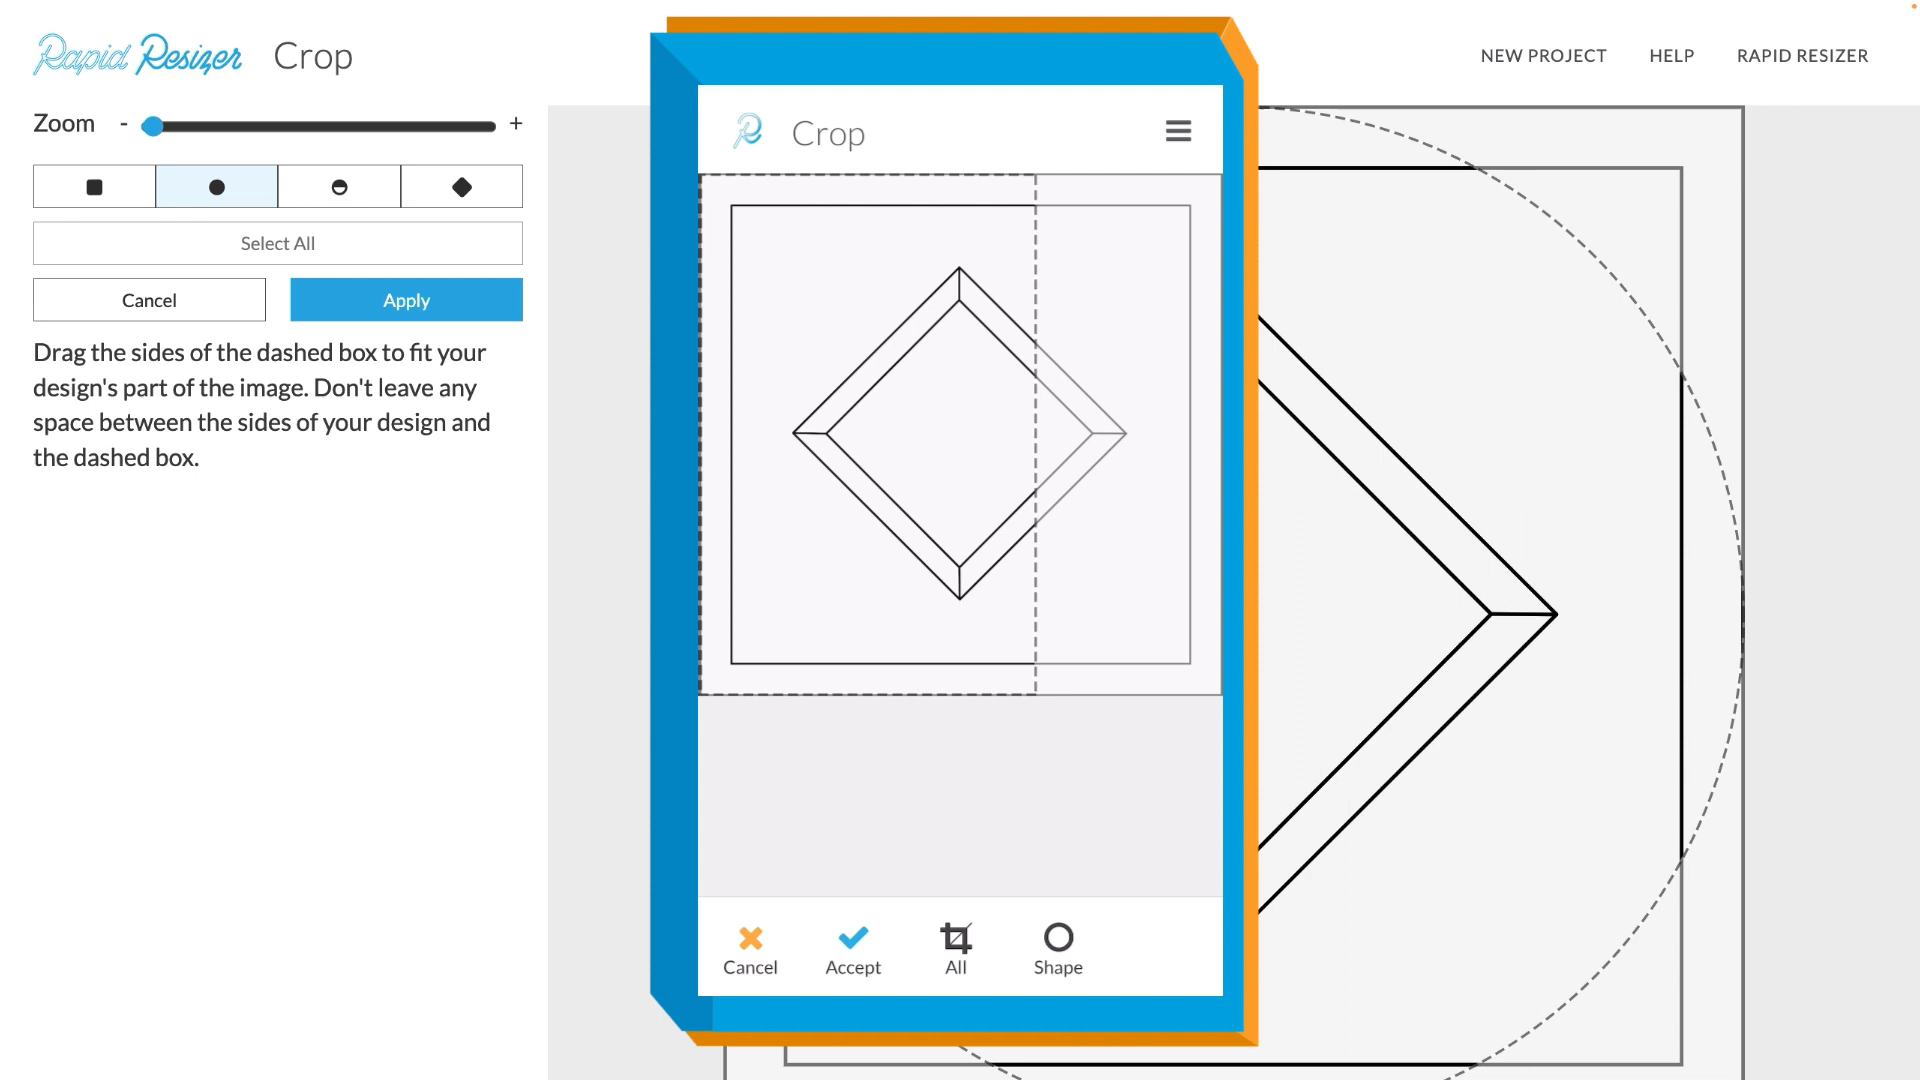 Rapid Resizer Crop
NEW PROJECT HELP RAPID RESIZER
Zoom - +
Select All
Cancel Apply
Drag the sides of the dashed box to fit your
design's part of the image. Don't leave any
space between the sides of your design and
the dashed box.
R Crop
Cancel Accept All Shape